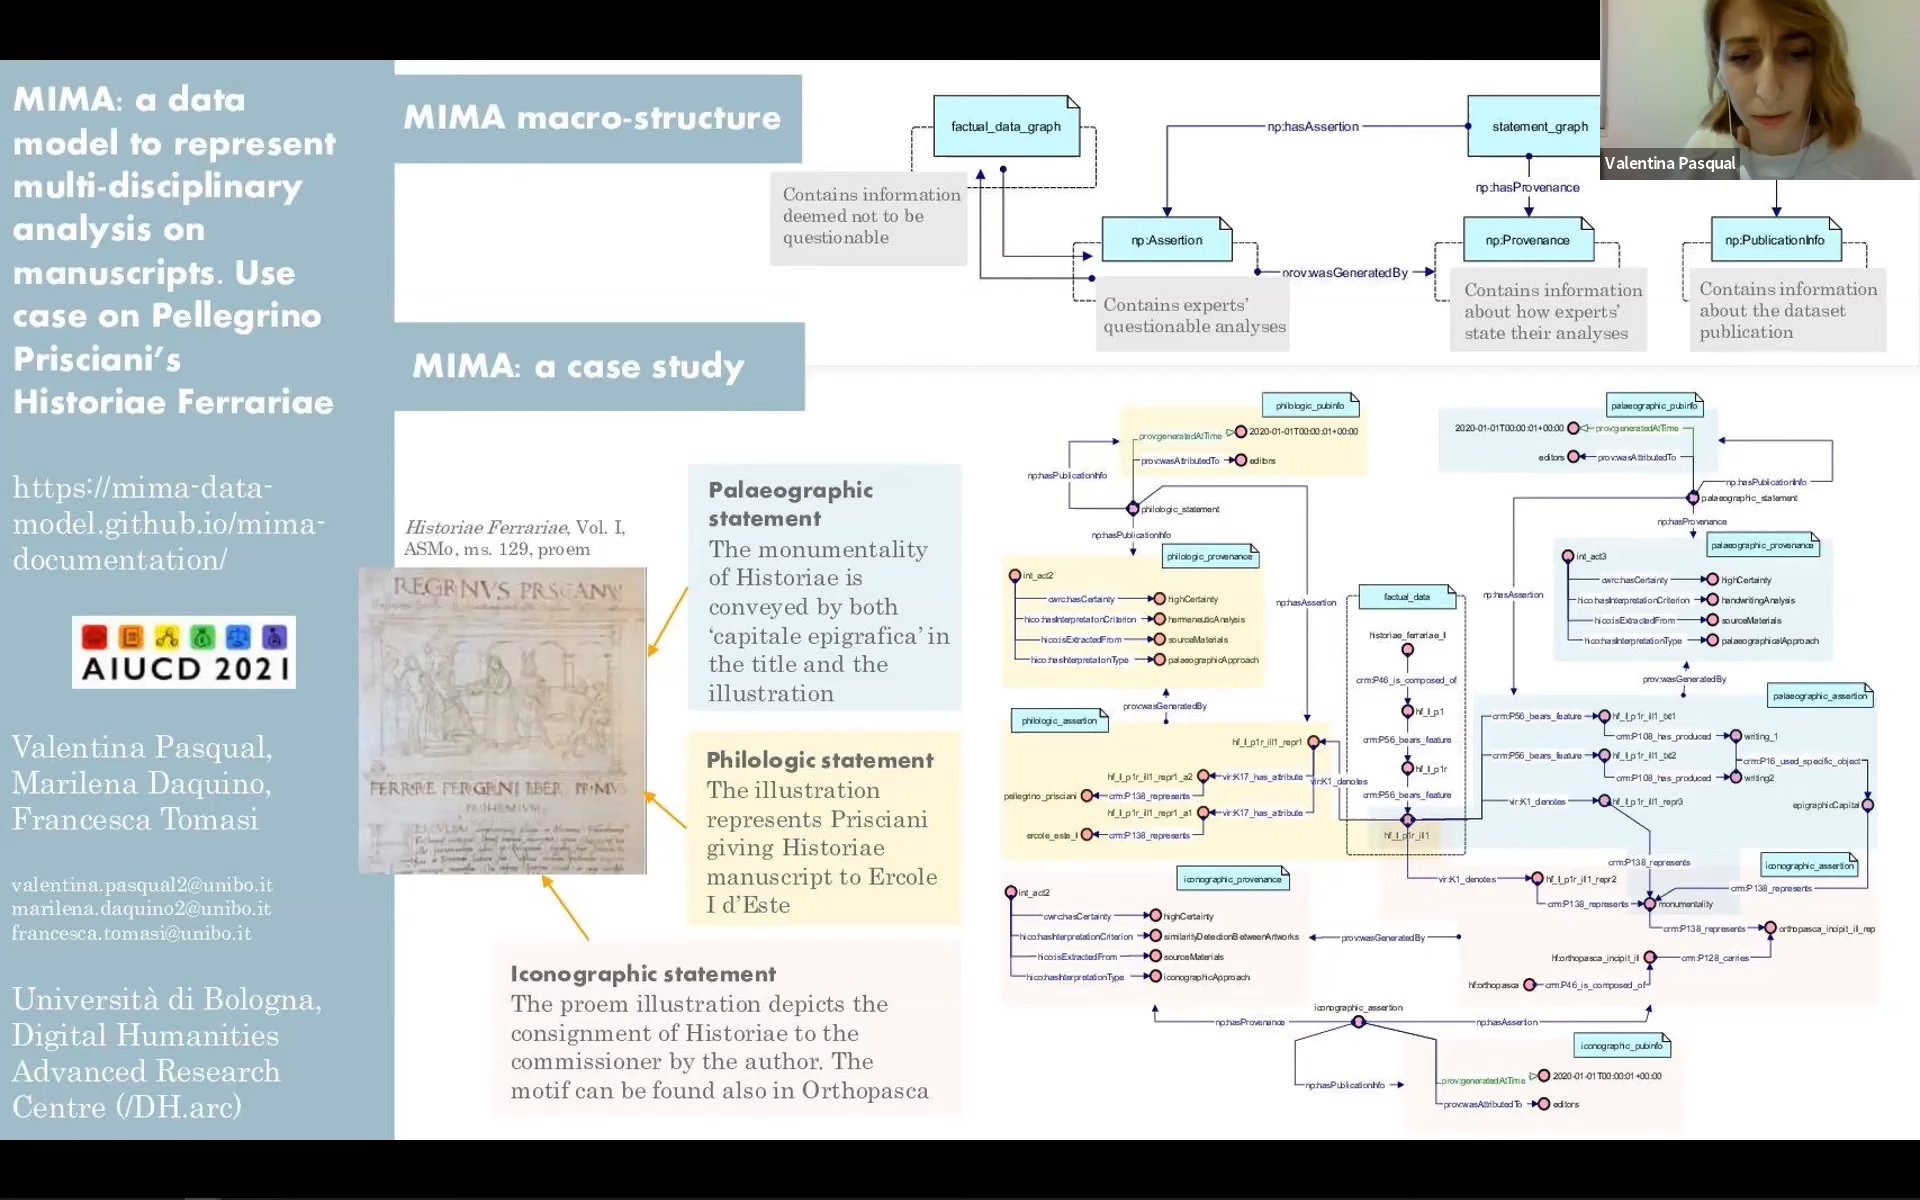 MIMA: a data
model to represent
multi-disciplinary
analysis on
manuscripts. Use
case on Pellegrino
Prisciani's
Historiae Ferrariae
https://mima-data-
model.github.io/mima-
documentation/
AIUCD 2021
Valentina Pasqual,
Marilena Daquino,
Francesca Tomasi
valentina.pasqual2@unibo.it
marilena.daquino2@unibo.it
francesca.tomasi@unibo.it
Università di Bologna,
Digital Humanities
Advanced Research
Centre (/DH.arc)
MIMA macro-structure
factual_data_graph
Contains information
deemed not to be
questionable
np:hasAssertion
statement_graph
np:hasProvenance
np:Assertion
prov:wasGeneratedBy
np:Provenance
np:PublicationInfo
Contains experts'
questionable analyses
Contains information
about how experts'
state their analyses
Contains information
about the dataset
publication
Valentina Pasqual
MIMA: a case study
Historiae Ferrariae, Vol. I,
ASMo, ms. 129, proem
Palaeographic
statement
The monumentality
of Historiae is
conveyed by both
'capitale epigrafica' in
the title and the
illustration
Philologic statement
The illustration
represents Prisciani
giving Historiae
manuscript to Ercole
I d'Este
Iconographic statement
The proem illustration depicts the
consignment of Historiae to the
commissioner by the author. The
motif can be found also in Orthopasca
philologic_pubinfo
prov:generatedAtTime
2020-01-01T00:00:01+00:00
prov:wasAttributedTo
editors
np:hasPublicationInfo
philologic_statement
np:hasPublicationInfo
philologic_provenance
int_act2
cwrc:hasCertainty
highCertainty
hico:hasInterpretationCriterion
hermeneuticAnalysis
hico:isExtractedFrom
sourceMaterials
hico:hasInterpretationType
palaeographicApproach
np:hasAssertion
prov:wasGeneratedBy
philologic_assertion
hf_I_p1r_ill1_repr1
hf_I_p1r_ill1_repr1_a2
vir:K17_has_attribute
pellegrino_prisciani
crm:P138_represents
hf_I_p1r_ill1_repr1_a1
vir:K17_has_attribute
ercole_este_I
crm:P138_represents
vir:K1_denotes
factual_data
historiae_ferrariae_I
crm:P46_is_composed_of
hf_I_p1
crm:P56_bears_feature
hf_I_p1r
crm:P56_bears_feature
hf_I_p1r_ill1
palaeographic_pubinfo
2020-01-01T00:00:01+00:00
prov:generatedAtTime
editors
prov:wasAttributedTo
np:hasPublicationInfo
palaeographic_statement
np:hasProvenance
palaeographic_provenance
int_act3
cwrc:hasCertainty
highCertainty
hico:hasInterpretationCriterion
handwritingAnalysis
hico:isExtractedFrom
sourceMaterials
hico:hasInterpretationType
palaeographicalApproach
np:hasAssertion
prov:wasGeneratedBy
palaeographic_assertion
crm:P56_bears_feature
hf_I_p1r_ill1_txt1
crm:P108_has_produced
writing_1
crm:P56_bears_feature
hf_I_p1r_ill1_txt2
crm:P16_used_specific_object
crm:P108_has_produced
writing2
vir:K1_denotes
hf_I_p1r_ill1_repr3
epigraphicCapital
crm:P138_represents
iconographic_assertion
vir:K1_denotes
hf_I_p1r_ill1_repr2
crm:P138_represents
crm:P138_represents
monumentality
crm:P138_represents
orthopasca_incipit_ill_rep
hf:orthopasca_incipit_ill
crm:P128_carries
hf:orthopasca
crm:P46_is_composed_of
iconographic_provenance
int_act2
cwrc:hasCertainty
highCertainty
hico:hasInterpretationCriterion
similarityDetectionBetweenArtworks
hico:isExtractedFrom
sourceMaterials
hico:hasInterpretationType
iconographicApproach
prov:wasGeneratedBy
iconographic_assertion
np:hasProvenance
np:hasAssertion
np:hasPublicationInfo
iconographic_pubinfo
prov:generatedAtTime
2020-01-01T00:00:01+00:00
prov:wasAttributedTo
editors